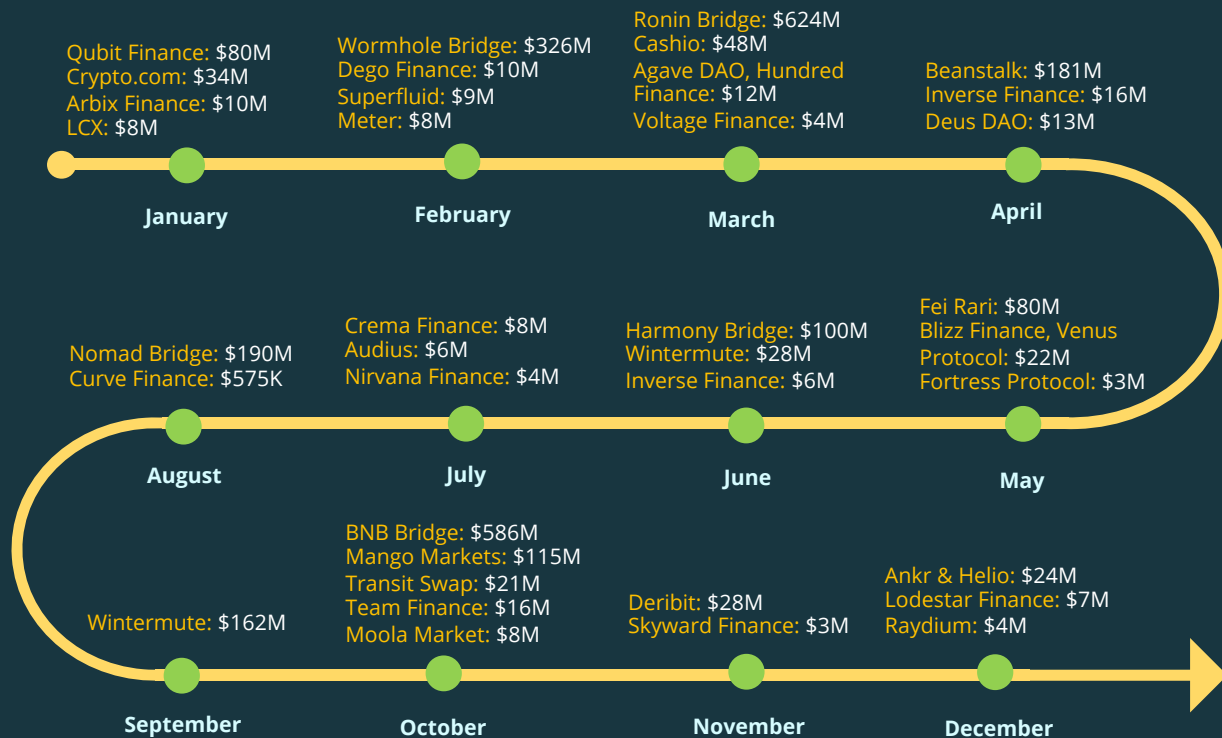 Qubit Finance: $80M
Crypto.com: $34M
Arbix Finance: $10M
LCX: $8M
January
Wormhole Bridge: $326M
Dego Finance: $10M
Superfluid: $9M
Meter: $8M
February
Ronin Bridge: $624M
Cashio: $48M
Agave DAO, Hundred
Finance: $12M
Voltage Finance: $4M
March
Beanstalk: $181M
Inverse Finance: $16M
Deus DAO: $13M
April
Fei Rari: $80M
Blizz Finance, Venus
Protocol: $22M
Fortress Protocol: $3M
May
Harmony Bridge: $100M
Wintermute: $28M
Inverse Finance: $6M
June
Crema Finance: $8M
Audius: $6M
Nirvana Finance: $4M
July
Nomad Bridge: $190M
Curve Finance: $575K
August
Wintermute: $162M
September
BNB Bridge: $586M
Mango Markets: $115M
Transit Swap: $21M
Team Finance: $16M
Moola Market: $8M
October
Deribit: $28M
Skyward Finance: $3M
November
Ankr & Helio: $24M
Lodestar Finance: $7M
Raydium: $4M
December